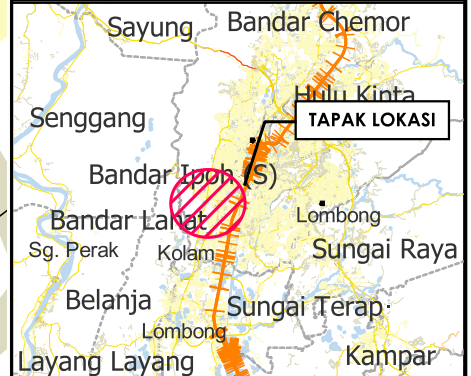 Sayung
Bandar Chemor
Hulu Kinta
Senggang
TAPAK LOKASI
Bandar Ipoh (S)
Bandar Lahat
Lombong
Sg. Perak
Kolam
Sungai Raya
Belanja
Sungai Terap
Lombong
Layang Layang
Kampar